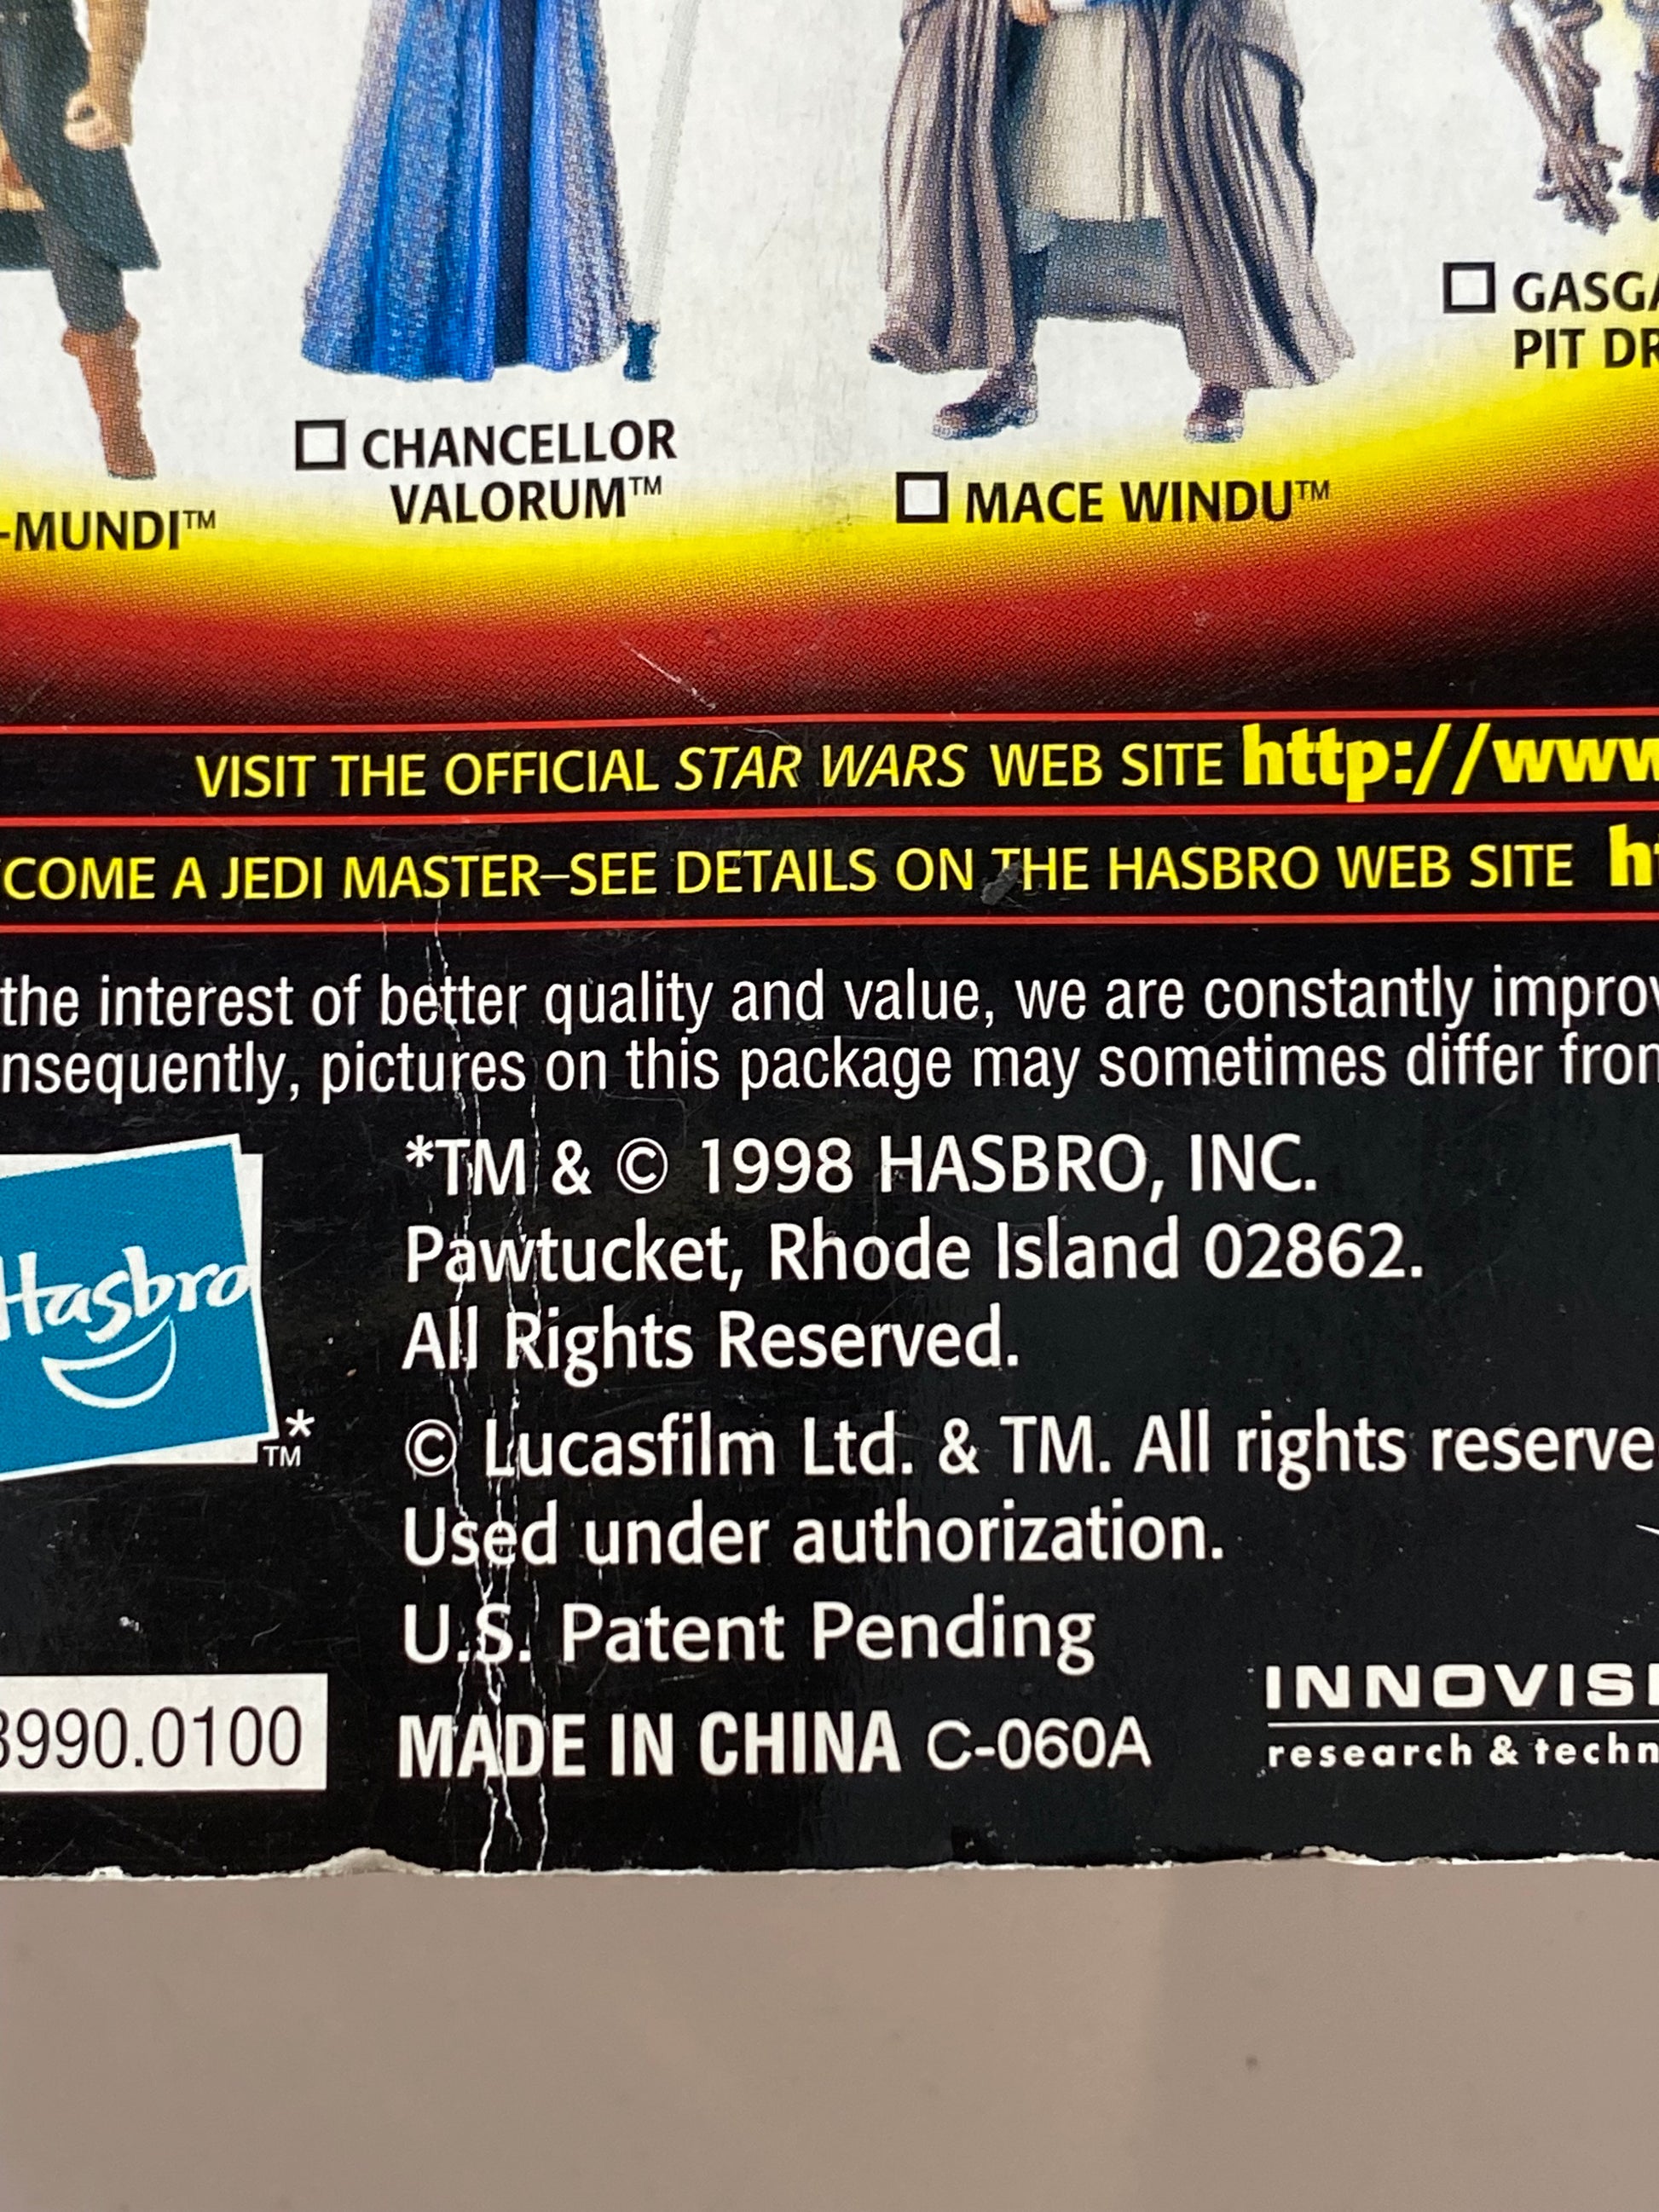 ☐ GASGA
PIT DR
☐ CHANCELLOR
VALORUM™
☐ MACE WINDU™
-MUNDI™
VISIT THE OFFICIAL STAR WARS WEB SITE http://www
COME A JEDI MASTER–SEE DETAILS ON THE HASBRO WEB SITE ht
the interest of better quality and value, we are constantly improv
nsequently, pictures on this package may sometimes differ from
Hasbro
™*
*TM & © 1998 HASBRO, INC.
Pawtucket, Rhode Island 02862.
All Rights Reserved.
© Lucasfilm Ltd. & TM. All rights reserve
Used under authorization.
U.S. Patent Pending
MADE IN CHINA C-060A
3990.0100
INNOVISI
research & techn